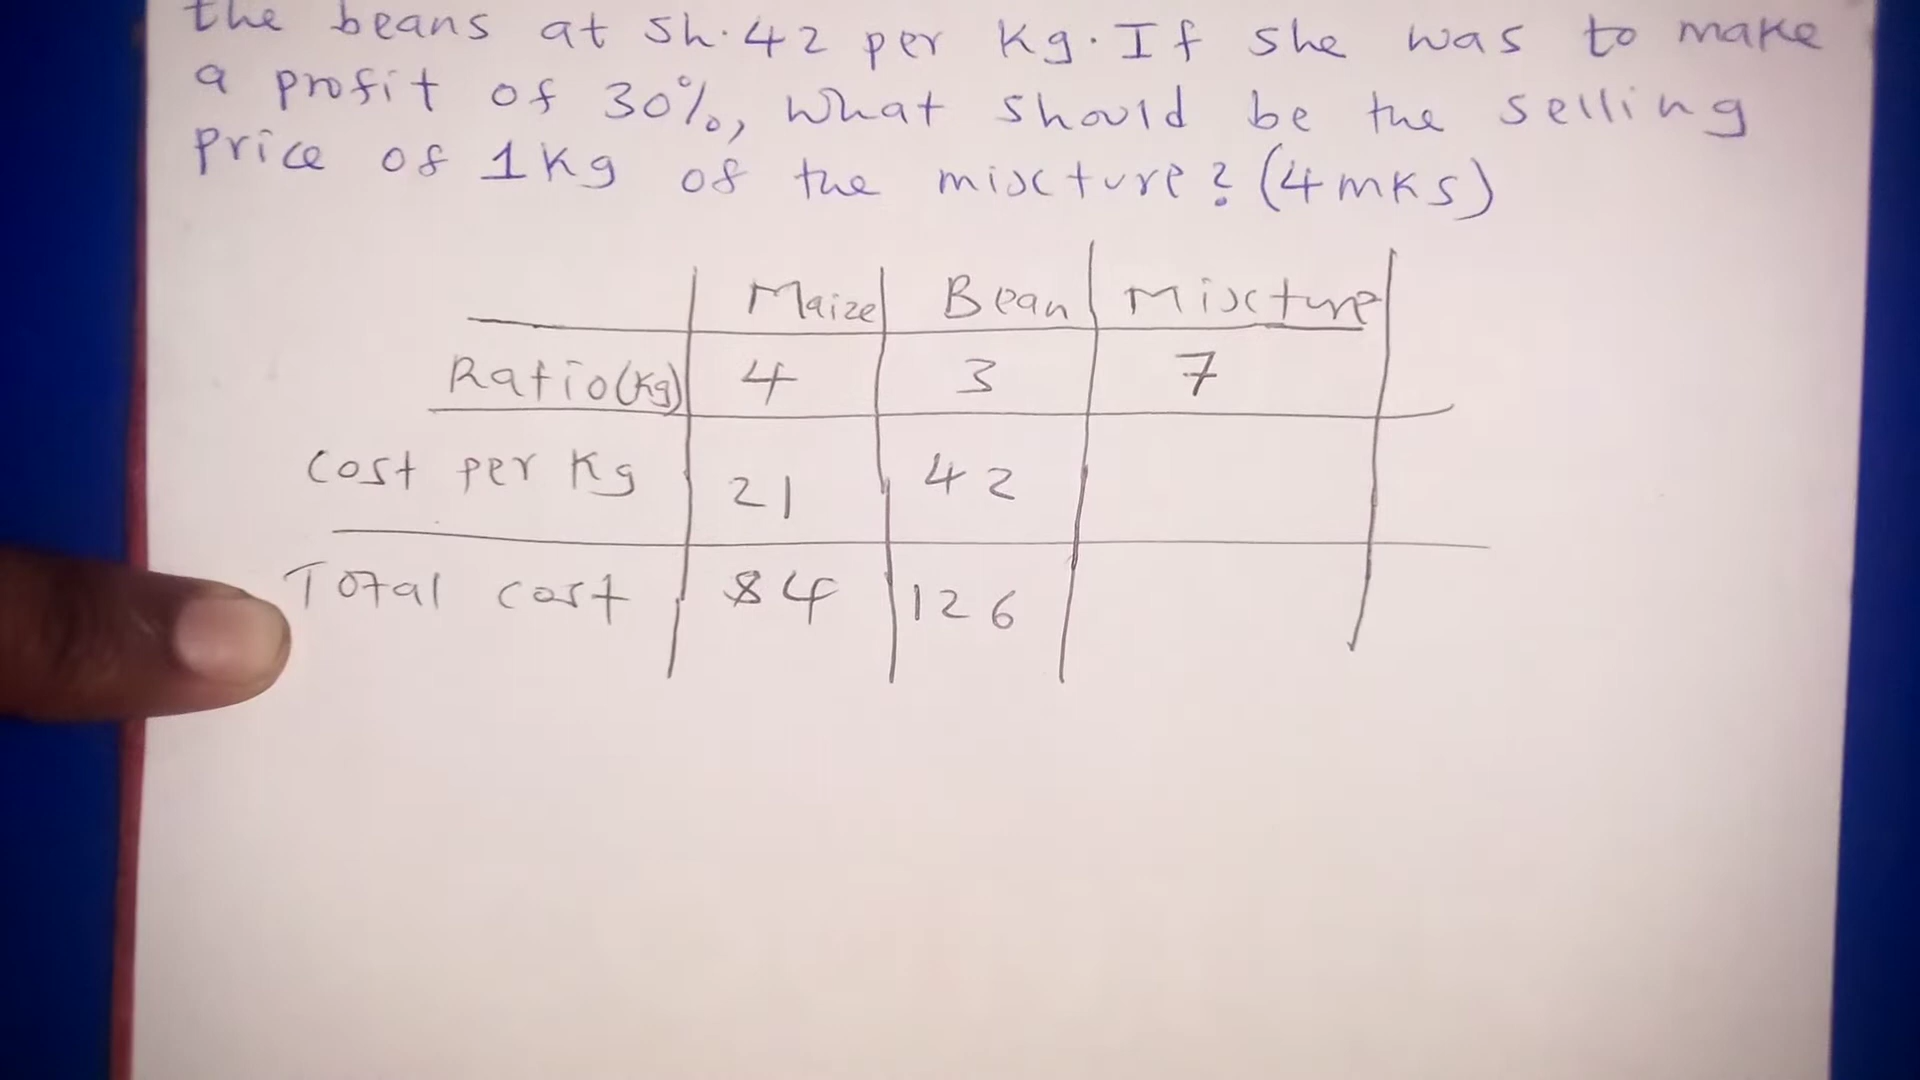 the beans at Sh.42 per Kg. If she was to make
a profit of 30%, what should be the selling
Price of 1Kg of the mixture? (4mks)
Maize Bean Mixture
Ratio(Kg) 4 3 7
Cost per Kg 21 42
Total cost 84 126